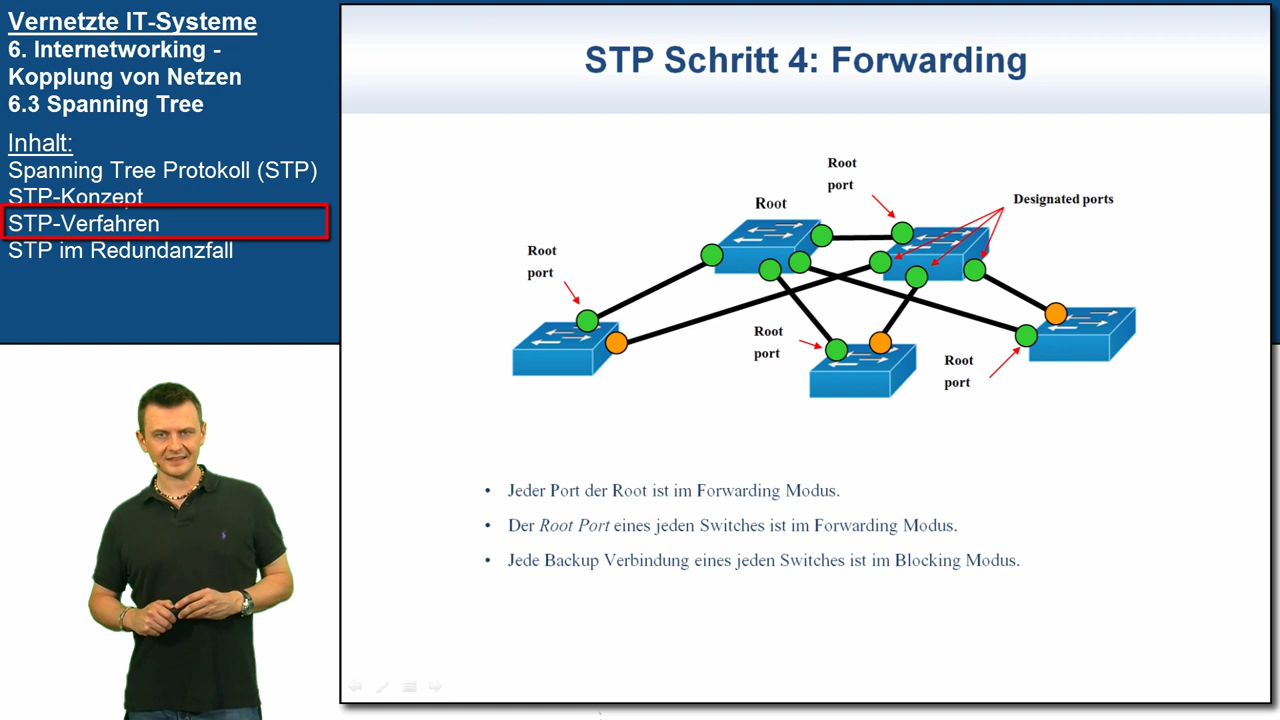 Vernetzte IT-Systeme
6. Internetworking -
Kopplung von Netzen
6.3 Spanning Tree
Inhalt:
Spanning Tree Protokoll (STP)
STP-Konzept
STP-Verfahren
STP im Redundanzfall
STP Schritt 4: Forwarding
Root
port
Root
Designated ports
Root
port
Root
port
Root
port
• Jeder Port der Root ist im Forwarding Modus.
• Der Root Port eines jeden Switches ist im Forwarding Modus.
• Jede Backup Verbindung eines jeden Switches ist im Blocking Modus.